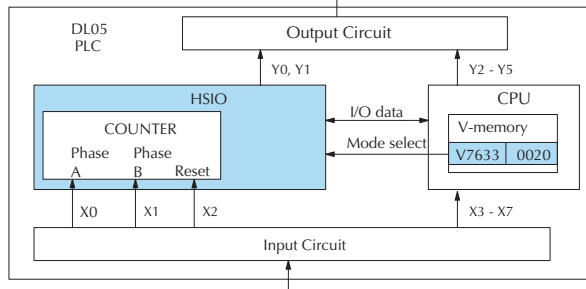 DL05
PLC
Output Circuit
Y0, Y1
Y2 - Y5
HSIO
CPU
I/O data
COUNTER
V-memory
Mode select
Phase
A
Phase
B
Reset
V7633 0020
X0
X1
X2
X3 - X7
Input Circuit